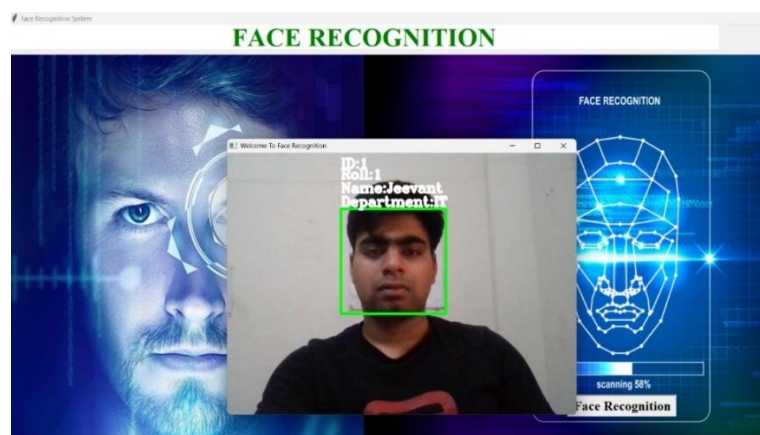 Face Recognition System
FACE RECOGNITION
FACE RECOGNITION
Welcome To Face Recognition
ID:1
Roll:1
Name:Jeevant
Department:IT
scanning 58%
Face Recognition